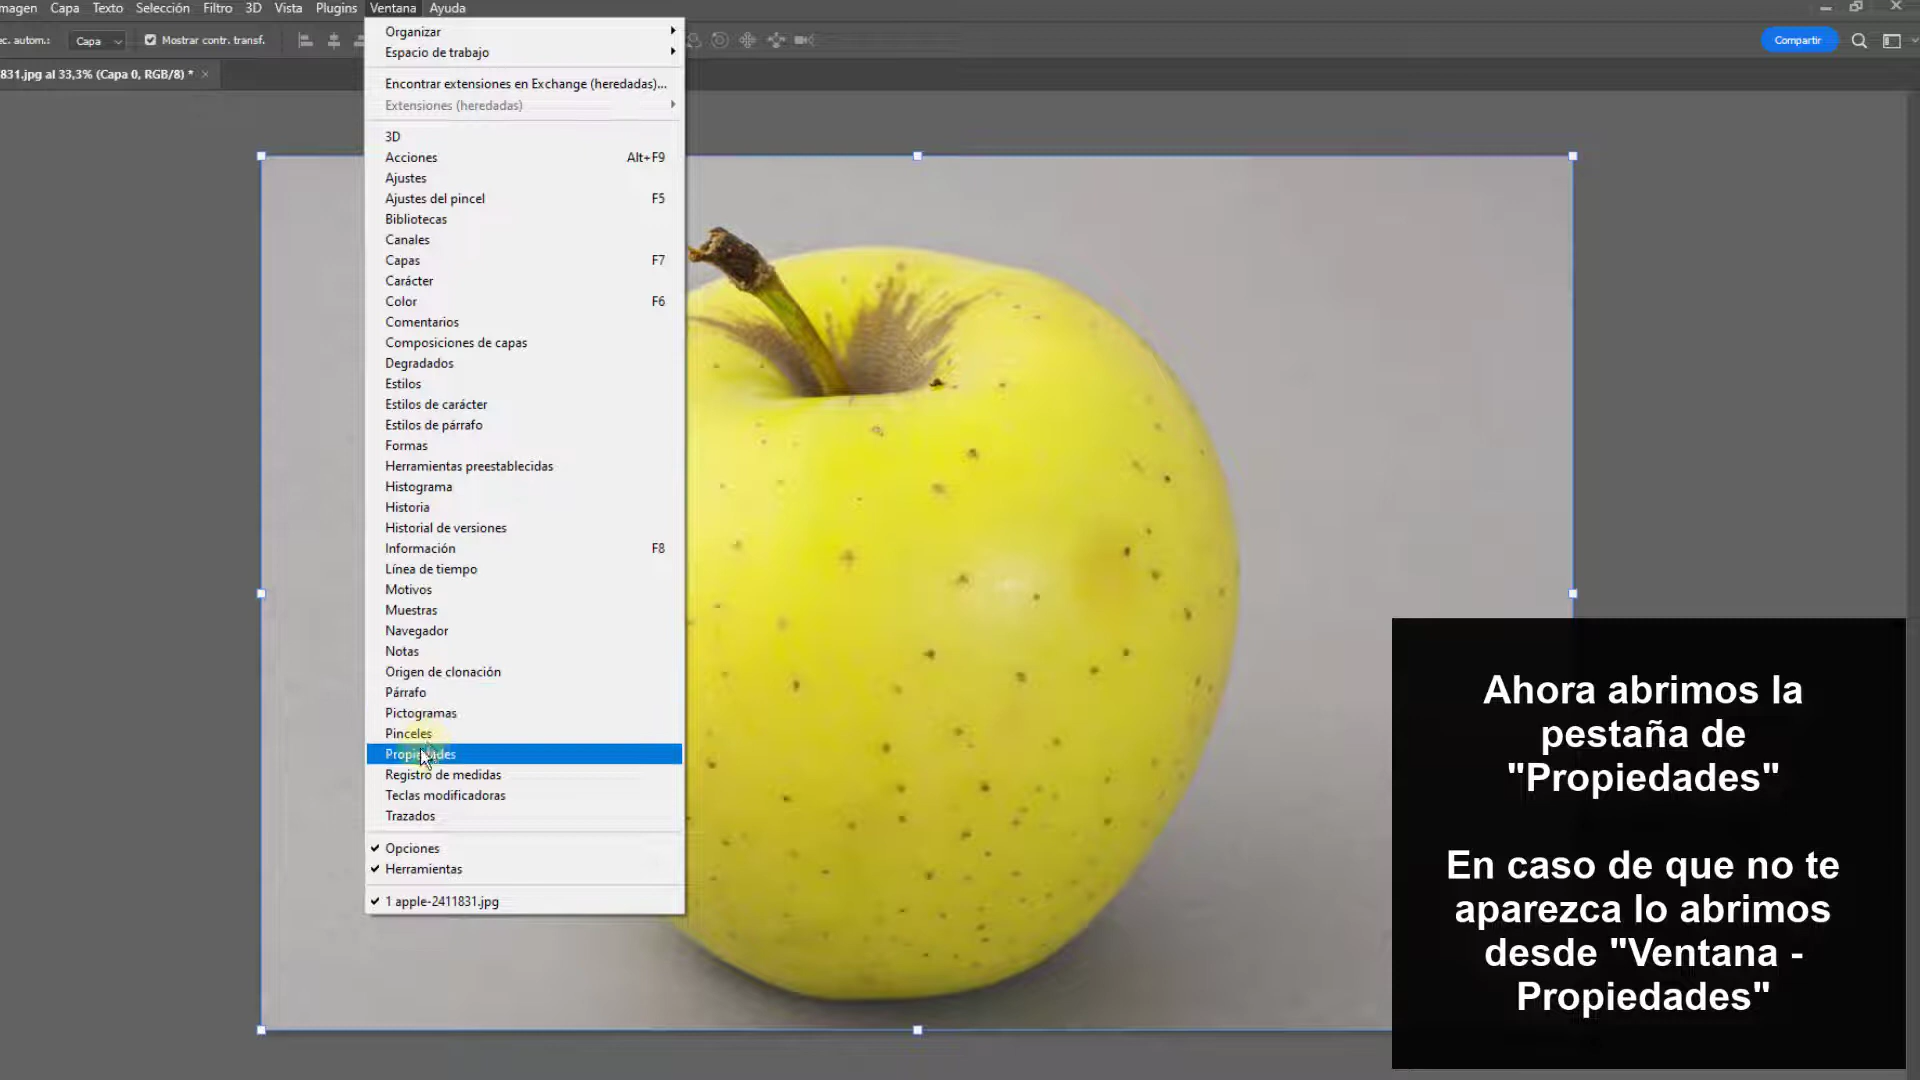 magen Capa Texto Selección Filtro 3D Vista Plugins Ventana Ayuda
ec. autom.: Capa Mostrar contr. transf. Compartir
831.jpg al 33,3% (Capa 0, RGB/8) * ×
Organizar
Espacio de trabajo
Encontrar extensiones en Exchange (heredadas)...
Extensiones (heredadas)
3D
Acciones Alt+F9
Ajustes
Ajustes del pincel F5
Bibliotecas
Canales
Capas F7
Carácter
Color F6
Comentarios
Composiciones de capas
Degradados
Estilos
Estilos de carácter
Estilos de párrafo
Formas
Herramientas preestablecidas
Histograma
Historia
Historial de versiones
Información F8
Línea de tiempo
Motivos
Muestras
Navegador
Notas
Origen de clonación
Párrafo
Pictogramas
Pinceles
Propiedades
Registro de medidas
Teclas modificadoras
Trazados
Opciones
Herramientas
1 apple-2411831.jpg
Ahora abrimos la
pestaña de
"Propiedades"
En caso de que no te
aparezca lo abrimos
desde "Ventana -
Propiedades"